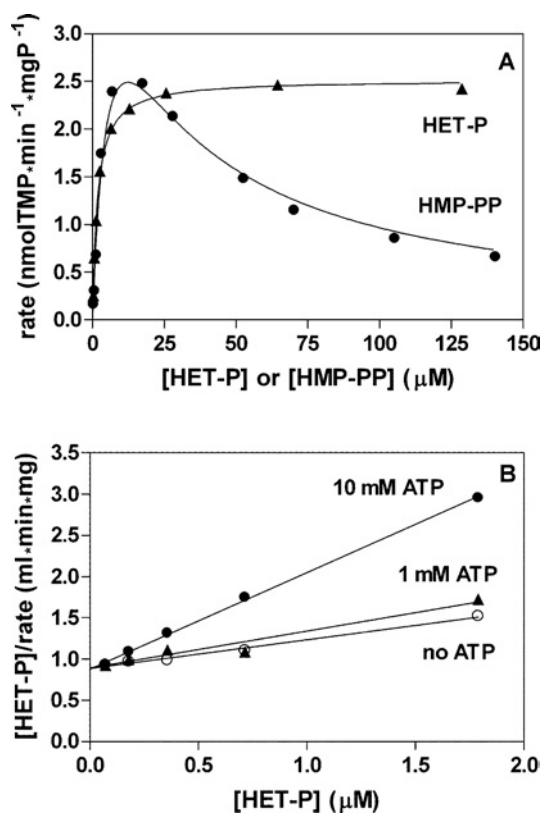 A
3.0
2.5
2.0
1.5
1.0
0.5
0.0
rate (nmolTMP*min⁻¹*mgP⁻¹)
HET-P
HMP-PP
0 25 50 75 100 125 150
[HET-P] or [HMP-PP] (μM)
B
3.5
3.0
2.5
2.0
1.5
1.0
0.5
0.0
[HET-P]/rate (ml*min*mg)
10 mM ATP
1 mM ATP
no ATP
0.0 0.5 1.0 1.5 2.0
[HET-P] (μM)